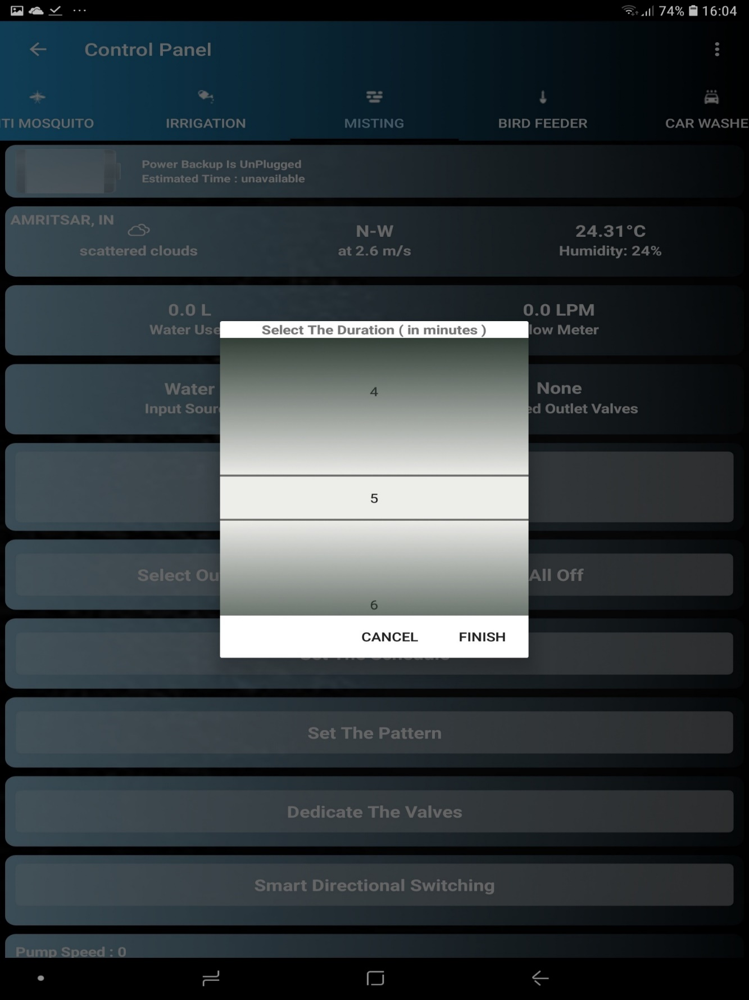 74% 16:04
Control Panel
TI MOSQUITO IRRIGATION MISTING BIRD FEEDER CAR WASHE
Power Backup Is UnPlugged
Estimated Time : unavailable
AMRITSAR, IN
N-W 24.31°C
scattered clouds at 2.6 m/s Humidity: 24%
0.0 L 0.0 LPM
Water Use low Meter
Select The Duration ( in minutes )
Water None
Input Sour ed Outlet Valves
4
5
Select Ou All Off
6
CANCEL FINISH
Set The Pattern
Dedicate The Valves
Smart Directional Switching
Pump Speed : 0